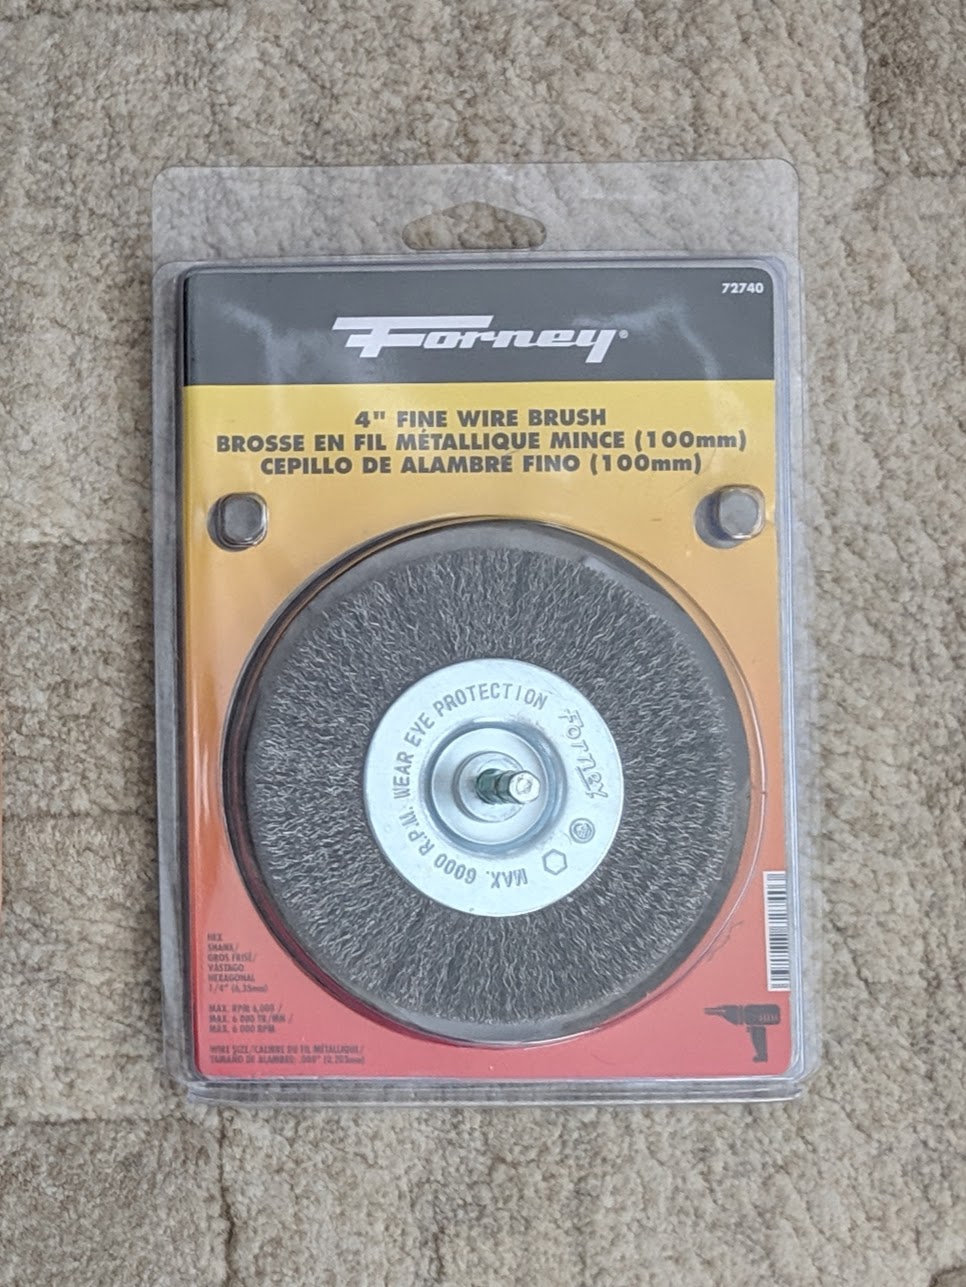 72740
Forney®
4" FINE WIRE BRUSH
BROSSE EN FIL MÉTALLIQUE MINCE (100mm)
CEPILLO DE ALAMBRE FINO (100mm)
MAX. 6000 R.P.M. WEAR EYE PROTECTION
FORNEY
HEX
SHANK/
GROS FRISÉ/
VÁSTAGO
HEXAGONAL
1/4" (6,35mm)
MAX. RPM 6,000 /
MAX. 6 000 TR/MN /
MAX. 6 000 RPM
WIRE SIZE/CALIBRE DU FIL MÉTALLIQUE/
TAMAÑO DE ALAMBRE: .008" (0,203mm)